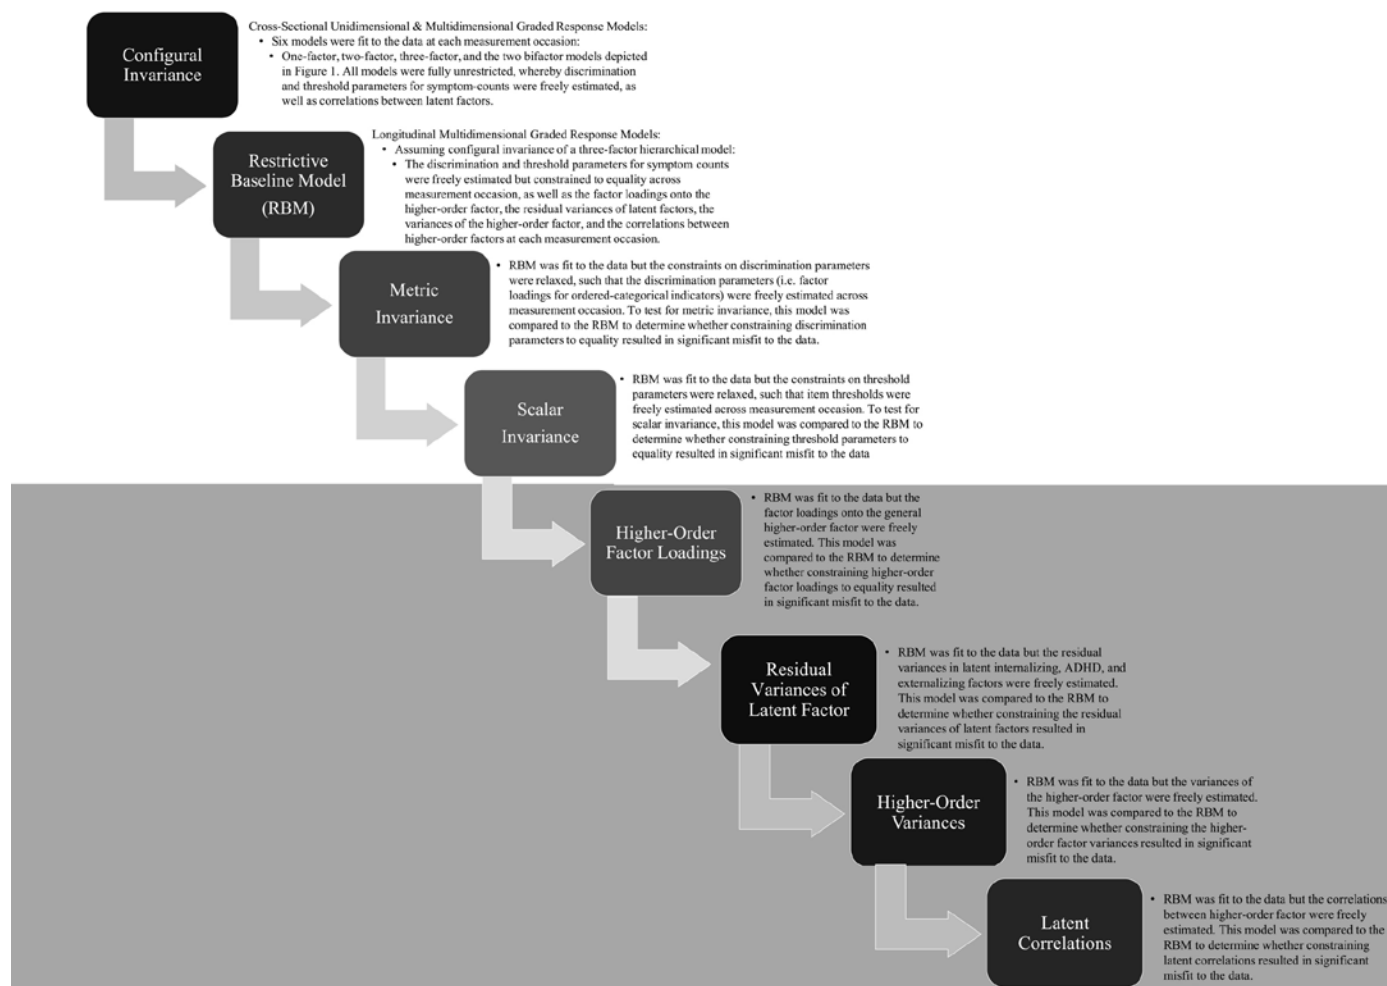 Configural
Invariance
Cross-Sectional Unidimensional & Multidimensional Graded Response Models:
• Six models were fit to the data at each measurement occasion:
• One-factor, two-factor, three-factor, and the two bifactor models depicted
in Figure 1. All models were fully unrestricted, whereby discrimination
and threshold parameters for symptom-counts were freely estimated, as
well as correlations between latent factors.
Restrictive
Baseline Model
(RBM)
Longitudinal Multidimensional Graded Response Models:
• Assuming configural invariance of a three-factor hierarchical model:
• The discrimination and threshold parameters for symptom counts
were freely estimated but constrained to equality across
measurement occasion, as well as the factor loadings onto the
higher-order factor, the residual variances of latent factors, the
variances of the higher-order factor, and the correlations between
higher-order factors at each measurement occasion.
Metric
Invariance
• RBM was fit to the data but the constraints on discrimination parameters
were relaxed, such that the discrimination parameters (i.e. factor
loadings for ordered-categorical indicators) were freely estimated across
measurement occasion. To test for metric invariance, this model was
compared to the RBM to determine whether constraining discrimination
parameters to equality resulted in significant misfit to the data.
Scalar
Invariance
• RBM was fit to the data but the constraints on threshold
parameters were relaxed, such that item thresholds were
freely estimated across measurement occasion. To test for
scalar invariance, this model was compared to the RBM to
determine whether constraining threshold parameters to
equality resulted in significant misfit to the data
Higher-Order
Factor Loadings
• RBM was fit to the data but the
factor loadings onto the general
higher-order factor were freely
estimated. This model was
compared to the RBM to determine
whether constraining higher-order
factor loadings to equality resulted
in significant misfit to the data.
Residual
Variances of
Latent Factor
• RBM was fit to the data but the residual
variances in latent internalizing, ADHD, and
externalizing factors were freely estimated.
This model was compared to the RBM to
determine whether constraining the residual
variances of latent factors resulted in
significant misfit to the data.
Higher-Order
Variances
• RBM was fit to the data but the variances of
the higher-order factor were freely estimated.
This model was compared to the RBM to
determine whether constraining the higher-
order factor variances resulted in significant
misfit to the data.
Latent
Correlations
• RBM was fit to the data but the correlations
between higher-order factor were freely
estimated. This model was compared to the
RBM to determine whether constraining
latent correlations resulted in significant
misfit to the data.